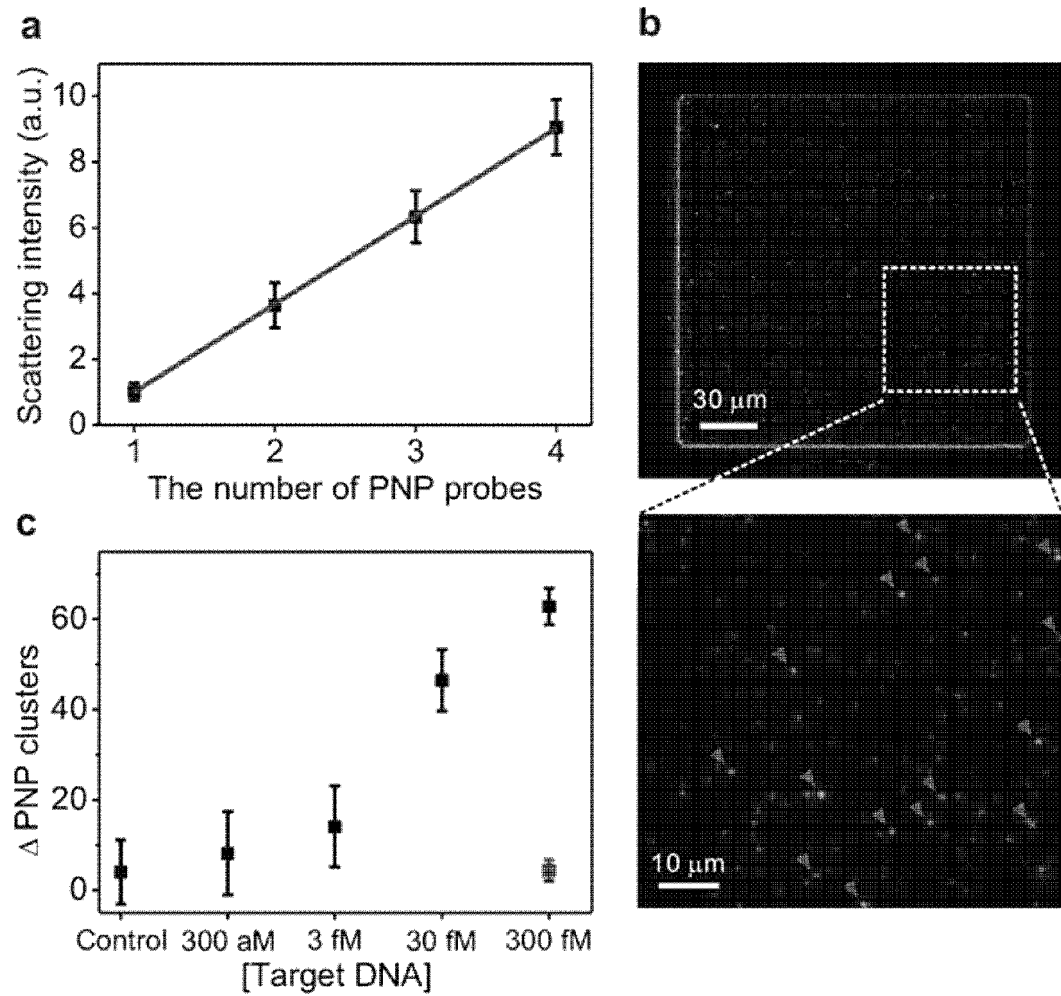 a
Scattering intensity (a.u.)
10
8
6
4
2
0
1 2 3 4
The number of PNP probes
b
30 μm
10 μm
c
Δ PNP clusters
60
40
20
0
Control 300 aM 3 fM 30 fM 300 fM
[Target DNA]